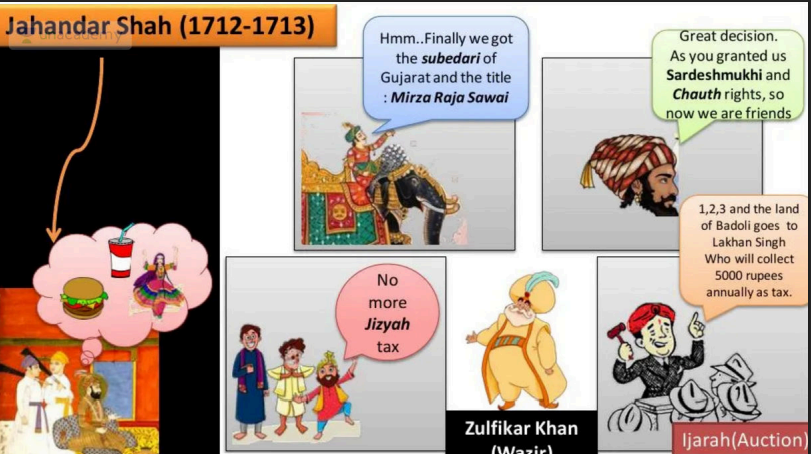 Jahandar Shah (1712-1713)
unacademy
Hmm..Finally we got
the subedari of
Gujarat and the title
: Mirza Raja Sawai
Great decision.
As you granted us
Sardeshmukhi and
Chauth rights, so
now we are friends
1,2,3 and the land
of Badoli goes to
Lakhan Singh
Who will collect
5000 rupees
annually as tax.
No
more
Jizyah
tax
Zulfikar Khan
(Wazir)
Ijarah(Auction)